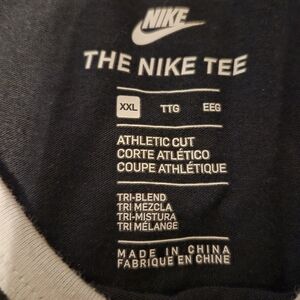 NIKE
THE NIKE TEE
XXL TTG EEG
ATHLETIC CUT
CORTE ATLÉTICO
COUPE ATHLÉTIQUE
TRI-BLEND
TRI MEZCLA
TRI-MISTURA
TRI MÉLANGE
MADE IN CHINA
FABRIQUE EN CHINE